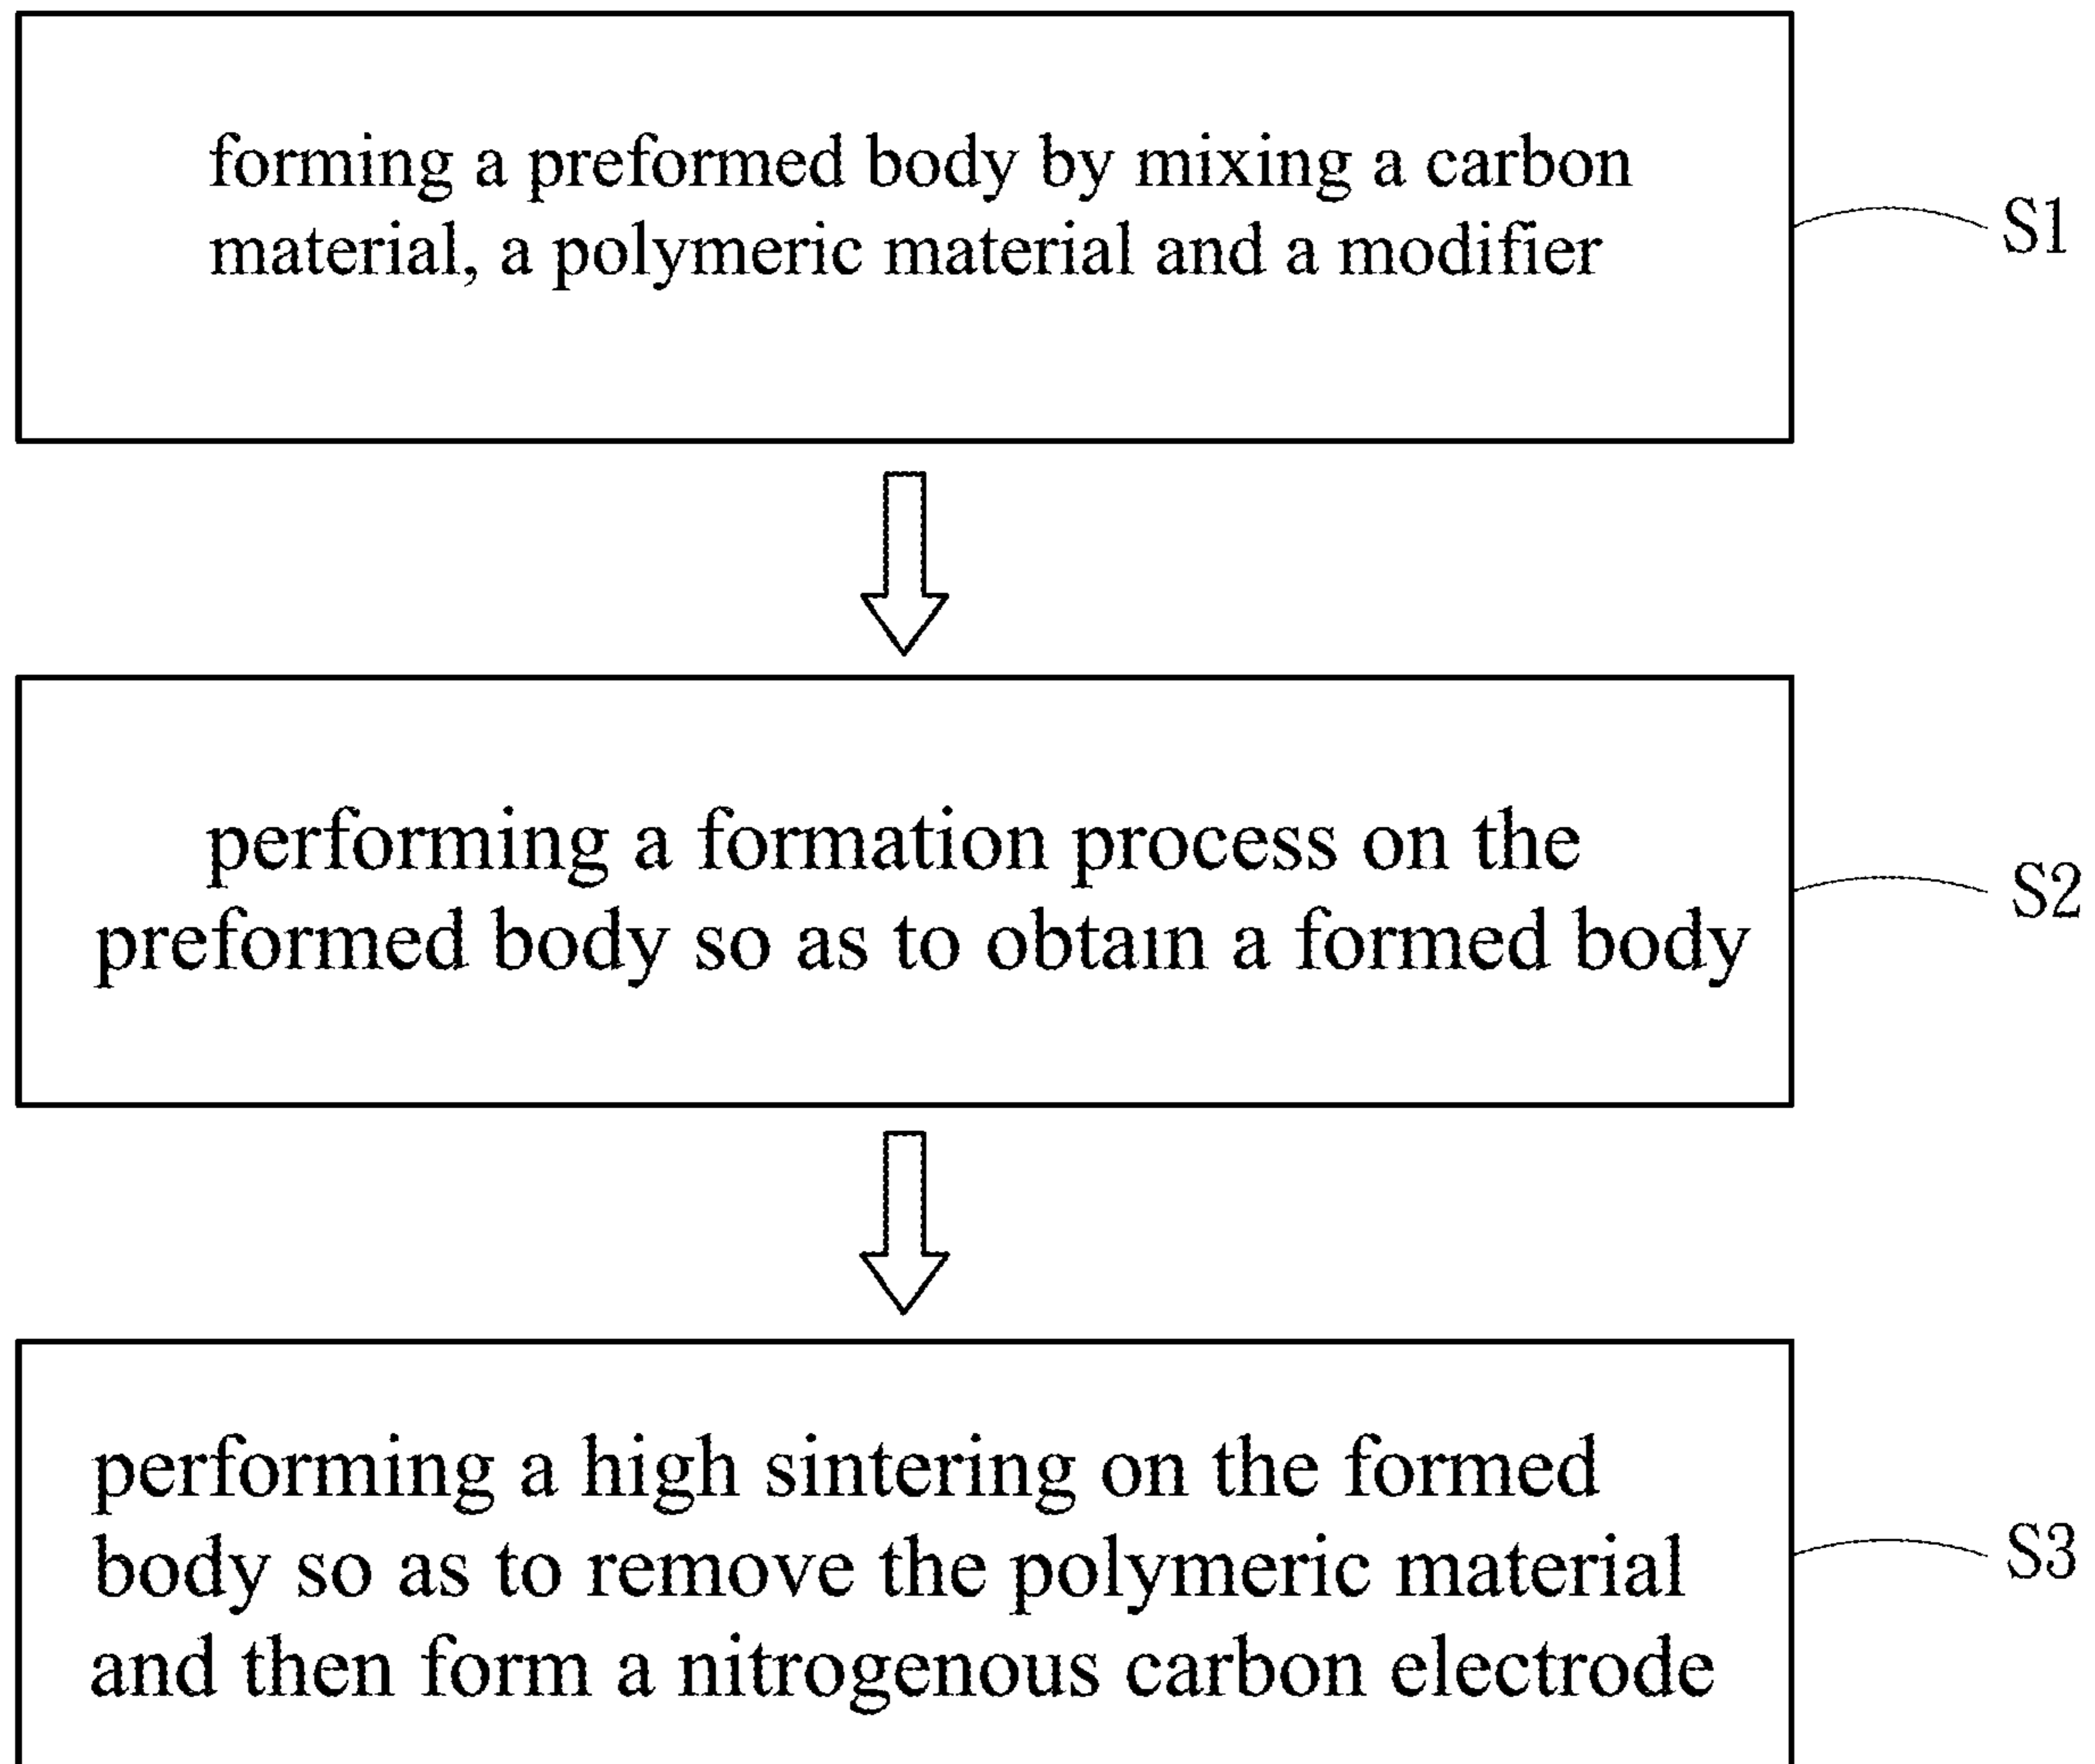 forming a preformed body by mixing a carbon
material, a polymeric material and a modifier
S1
performing a formation process on the
preformed body so as to obtain a formed body
S2
performing a high sintering on the formed
body so as to remove the polymeric material
and then form a nitrogenous carbon electrode
S3